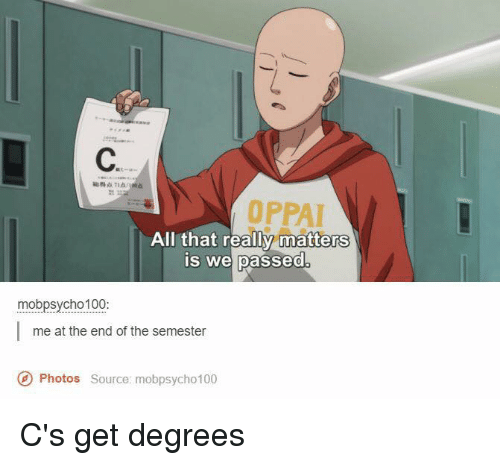 C
OPPAI
All that really matters
is we passed.
mobpsycho100:
me at the end of the semester
Photos Source: mobpsycho100
C's get degrees